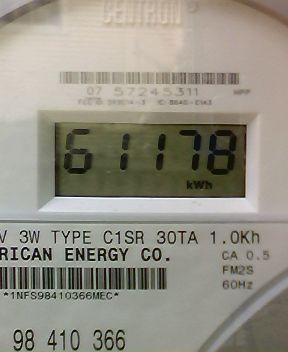 CENTRON®
07 57245311 MPP
61178
kWh
V 3W TYPE C1SR 30TA 1.0Kh
RICAN ENERGY CO. CA 0.5
FM2S
60Hz
*1NFS98410366MEC*
98 410 366